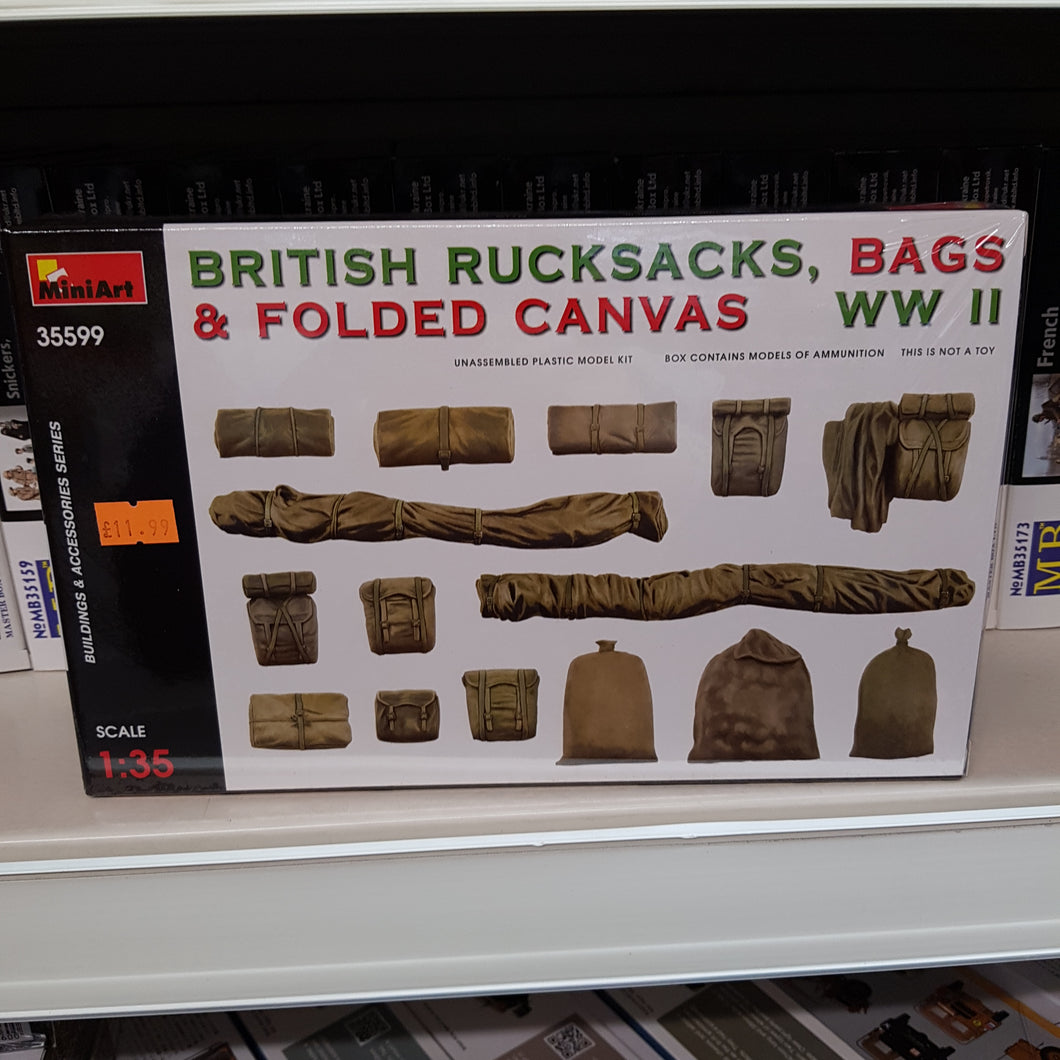 MiniArt
35599
BRITISH RUCKSACKS, BAGS
& FOLDED CANVAS WW II
UNASSEMBLED PLASTIC MODEL KIT BOX CONTAINS MODELS OF AMMUNITION THIS IS NOT A TOY
BUILDINGS & ACCESSORIES SERIES
11.99
SCALE
1:35
Snickers,
NºMB35159
French
NºMB35173
MB